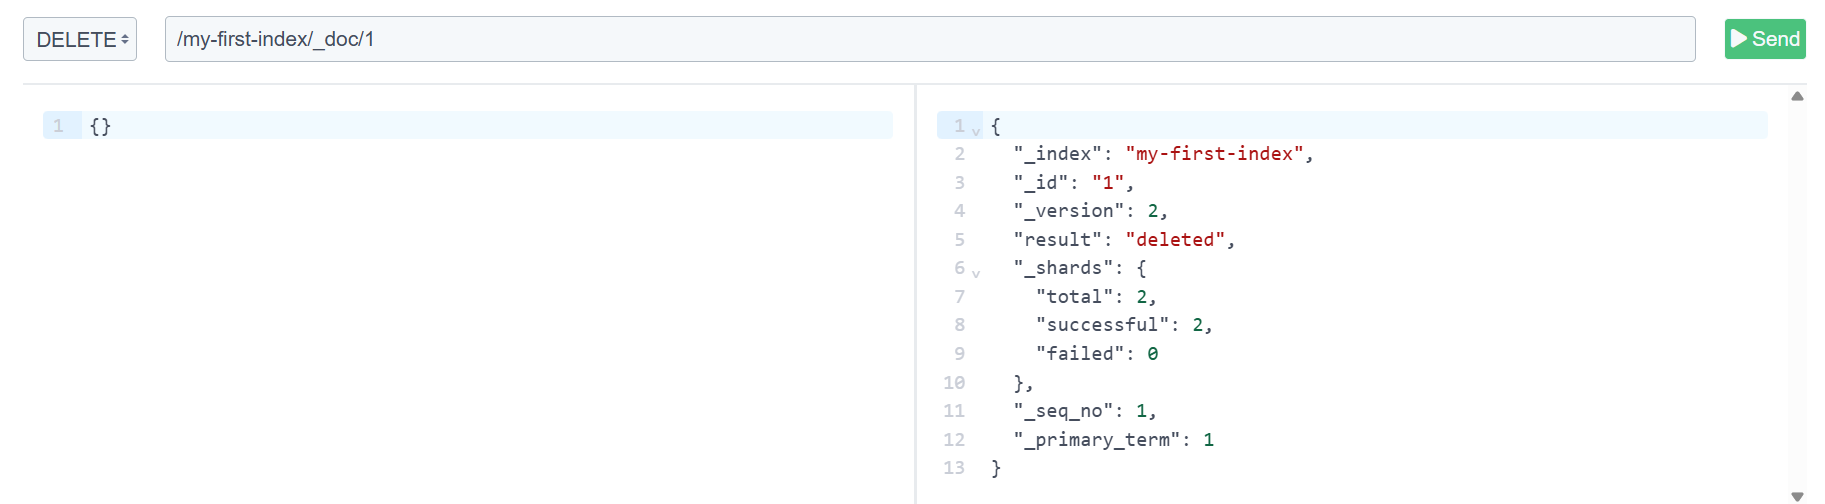 DELETE /my-first-index/_doc/1 Send
1 {}
1 {
2 "_index": "my-first-index",
3 "_id": "1",
4 "_version": 2,
5 "result": "deleted",
6 "_shards": {
7 "total": 2,
8 "successful": 2,
9 "failed": 0
10 },
11 "_seq_no": 1,
12 "_primary_term": 1
13 }